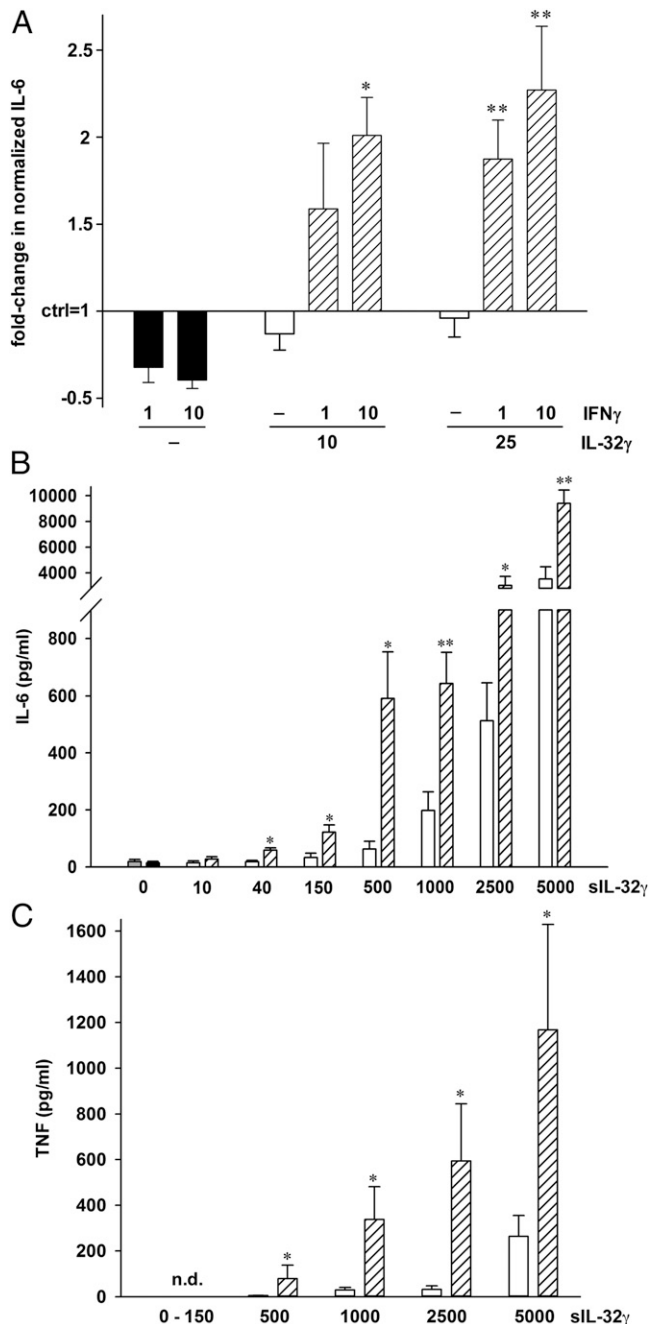 A
fold-change in normalized IL-6
2.5
**
**
*
2
1.5
ctrl=1
-0.5
1 10 – 1 10 – 1 10 IFNγ
– 10 25 IL-32γ
B
IL-6 (pg/ml)
10000
8000
6000
4000
800
600
400
200
0
* * * ** * **
0 10 40 150 500 1000 2500 5000 sIL-32γ
C
TNF (pg/ml)
1600
1400
1200
1000
800
600
400
200
0
n.d.
* * * *
0 - 150 500 1000 2500 5000 sIL-32γ